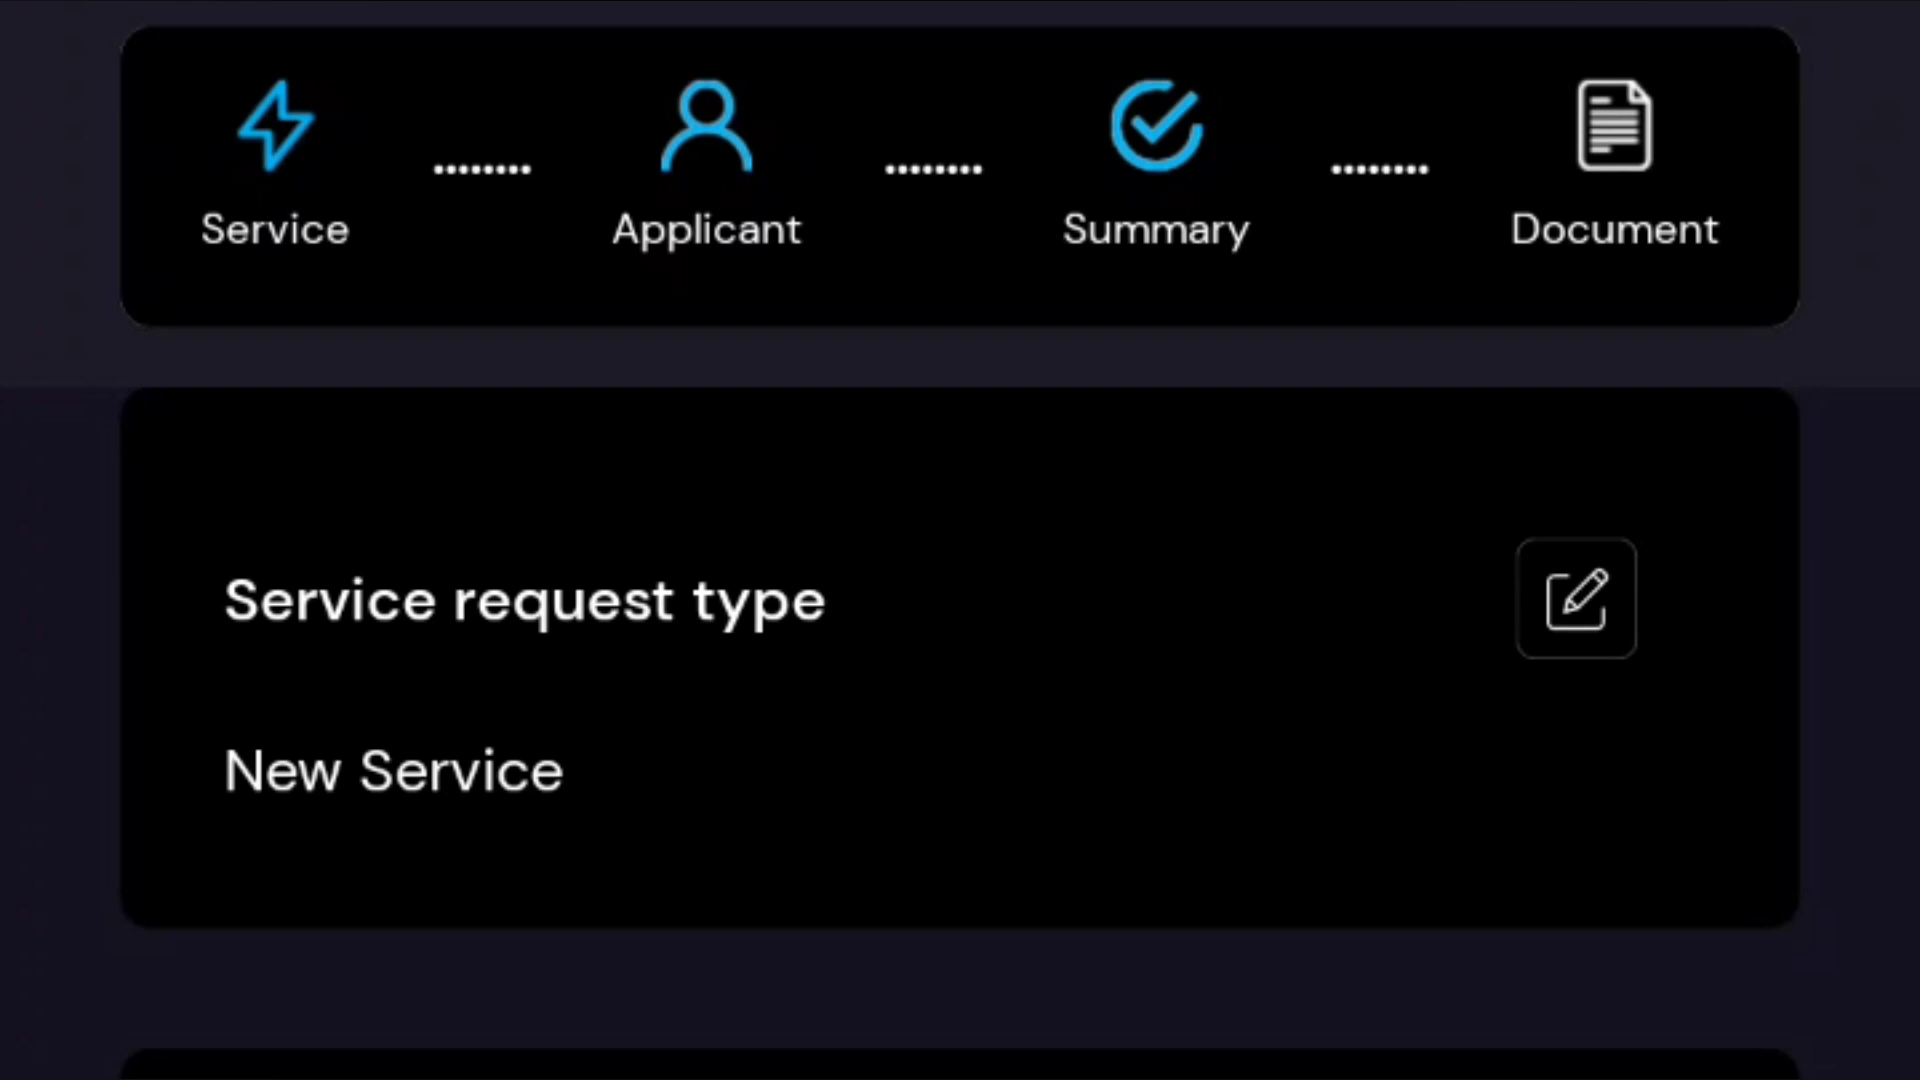 Service
Applicant
Summary
Document
Service request type
New Service